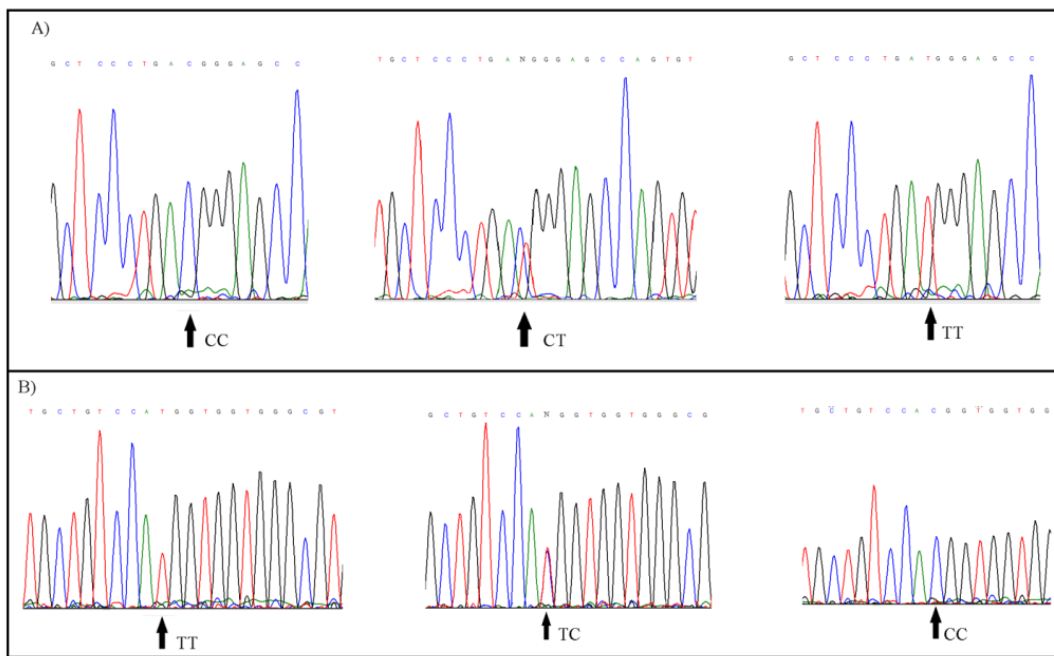 A)
G C T C C C T G A C G G G A G C C
T G C T C C C T G A N G G G A G C C A G T G T
G C T C C C T G A T G G G A G C C
CC
CT
TT
B)
T G C T G T C C A T G G T G G T G G G C G T
G C T G T C C A N G G T G G T G G G C G
T G C T G T C C A C G G T G G T G G
TT
TC
CC